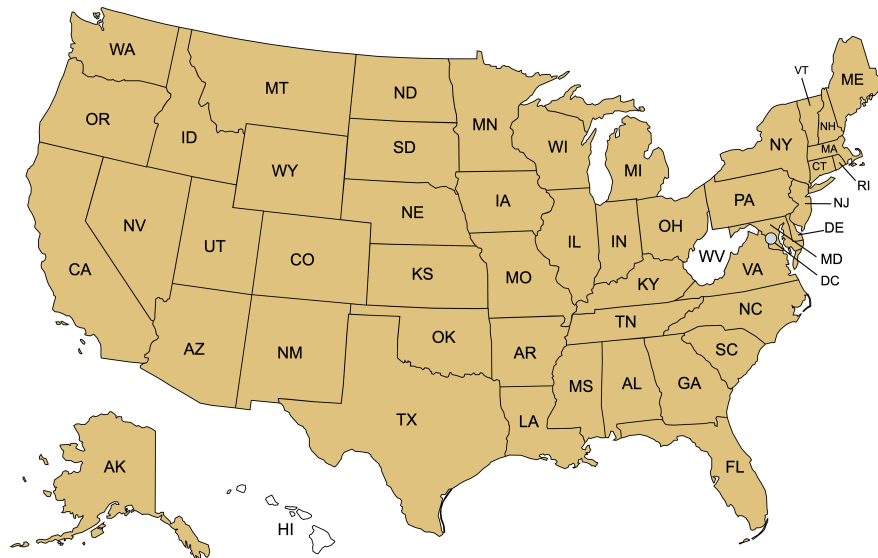 WA
MT
ND
MN
VT
ME
OR
ID
SD
WI
NY
NH
MA
WY
MI
CT
RI
NV
NE
IA
PA
NJ
UT
CO
IL
IN
OH
DE
CA
KS
MO
WV
VA
MD
DC
KY
NC
AZ
NM
OK
AR
TN
SC
TX
MS
AL
GA
LA
AK
FL
HI